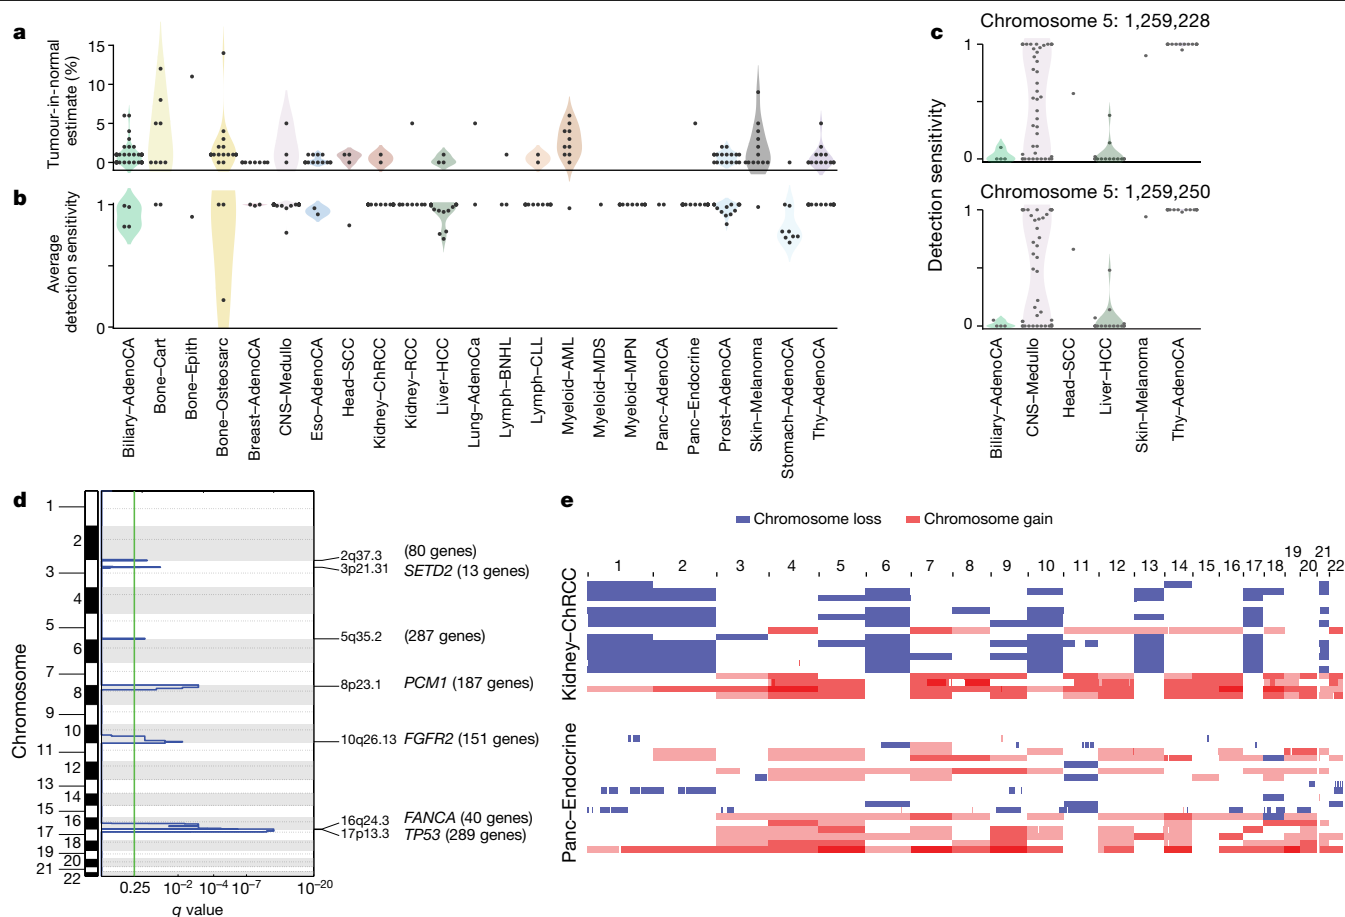 a
Tumour-in-normal
estimate (%)
15
10
5
0
b
Average
detection sensitivity
1
0
Biliary–AdenoCA
Bone–Cart
Bone–Epith
Bone–Osteosarc
Breast–AdenoCA
CNS–Medullo
Eso–AdenoCA
Head–SCC
Kidney–ChRCC
Kidney–RCC
Liver–HCC
Lung–AdenoCa
Lymph–BNHL
Lymph–CLL
Myeloid–AML
Myeloid–MDS
Myeloid–MPN
Panc–AdenoCA
Panc–Endocrine
Prost–AdenoCA
Skin–Melanoma
Stomach–AdenoCA
Thy–AdenoCA
c
Detection sensitivity
Chromosome 5: 1,259,228
1
0
Chromosome 5: 1,259,250
1
0
Biliary–AdenoCA
CNS–Medullo
Head–SCC
Liver–HCC
Skin–Melanoma
Thy–AdenoCA
d
Chromosome
1
2
3
4
5
6
7
8
9
10
11
12
13
14
15
16
17
18
19
20
21
22
2q37.3 (80 genes)
3p21.31 SETD2 (13 genes)
5q35.2 (287 genes)
8p23.1 PCM1 (187 genes)
10q26.13 FGFR2 (151 genes)
16q24.3 FANCA (40 genes)
17p13.3 TP53 (289 genes)
0.25 10⁻² 10⁻⁴ 10⁻⁷ 10⁻²⁰
q value
e
Chromosome loss Chromosome gain
1 2 3 4 5 6 7 8 9 10 11 12 13 14 15 16 17 18 19 20 21 22
Kidney–ChRCC
Panc–Endocrine